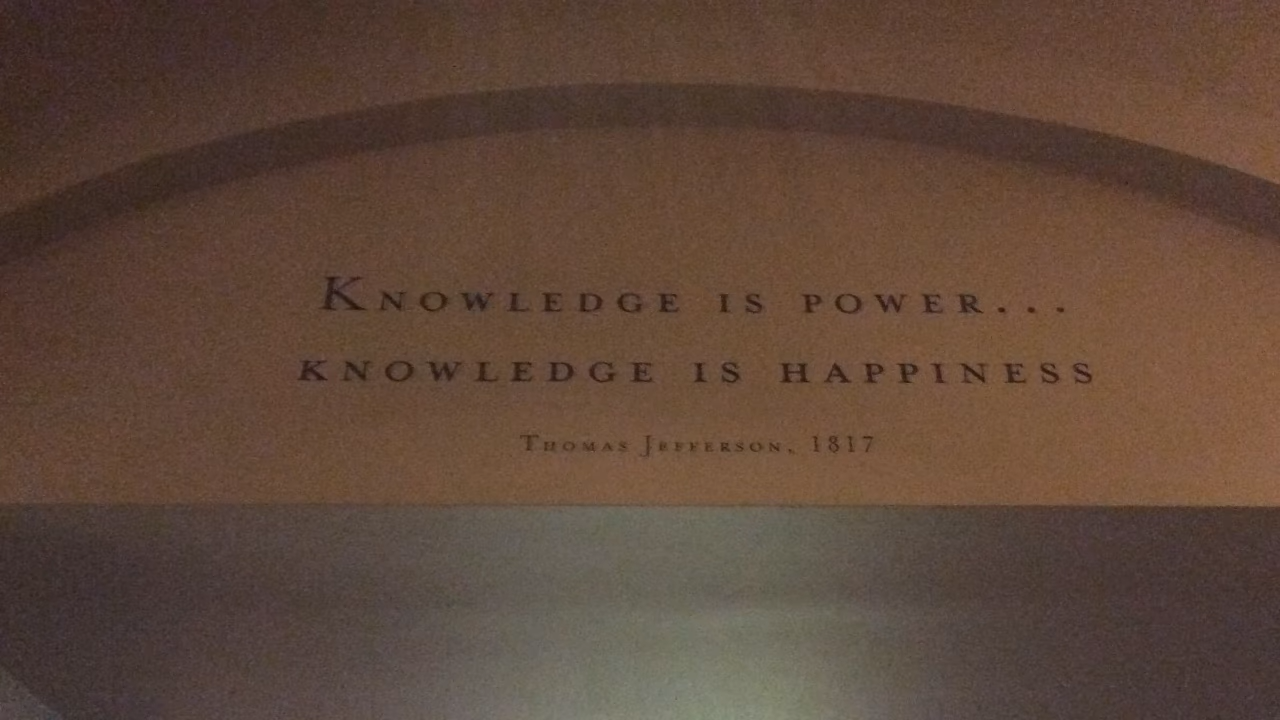 Knowledge is power...
knowledge is happiness
Thomas Jefferson, 1817